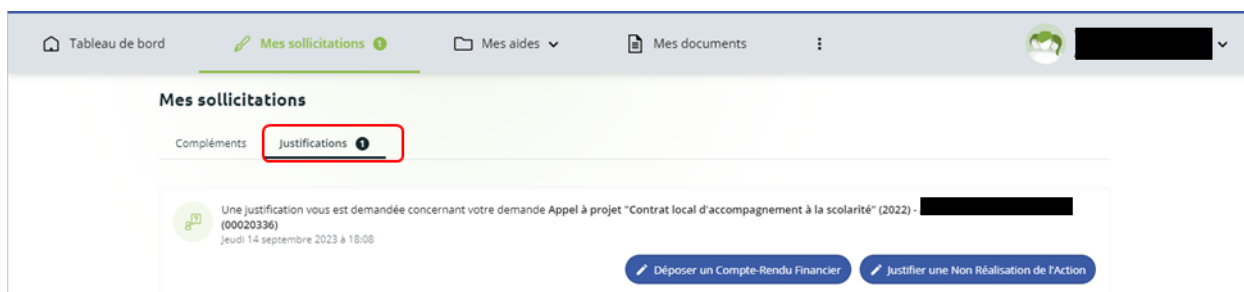 Tableau de bord Mes sollicitations 1 Mes aides Mes documents
Mes sollicitations
Compléments Justifications 1
Une justification vous est demandée concernant votre demande Appel à projet "Contrat local d'accompagnement à la scolarité" (2022) -
(00020336)
Jeudi 14 septembre 2023 à 18:08
Déposer un Compte-Rendu Financier Justifier une Non Réalisation de l'Action